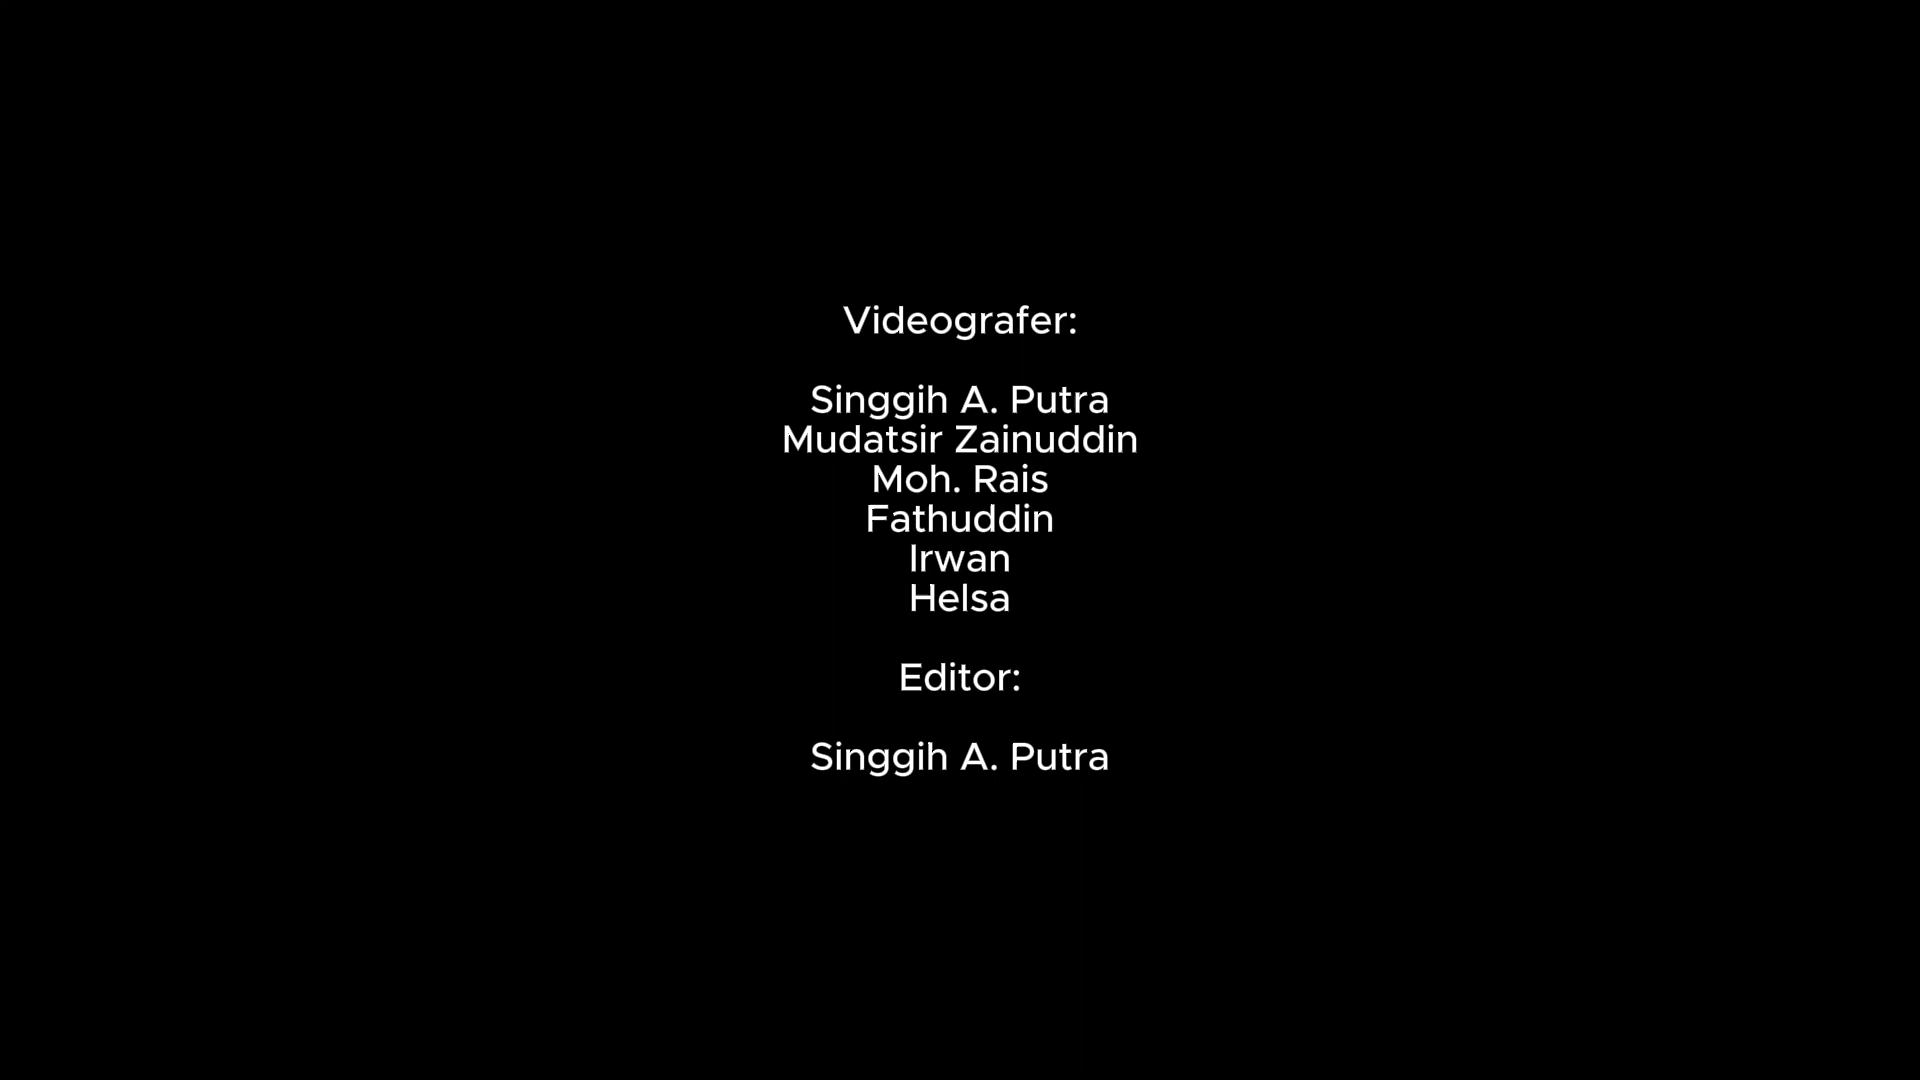 Videografer:
Singgih A. Putra
Mudatsir Zainuddin
Moh. Rais
Fathuddin
Irwan
Helsa
Editor:
Singgih A. Putra